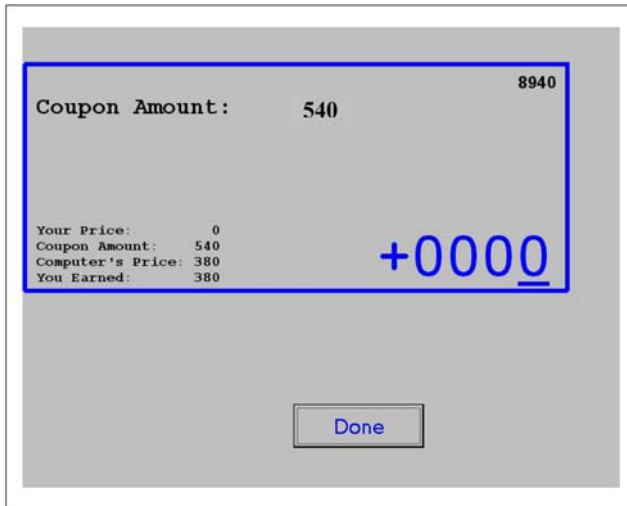 8940
Coupon Amount: 540
Your Price: 0
Coupon Amount: 540
Computer's Price: 380
You Earned: 380
+0000
Done